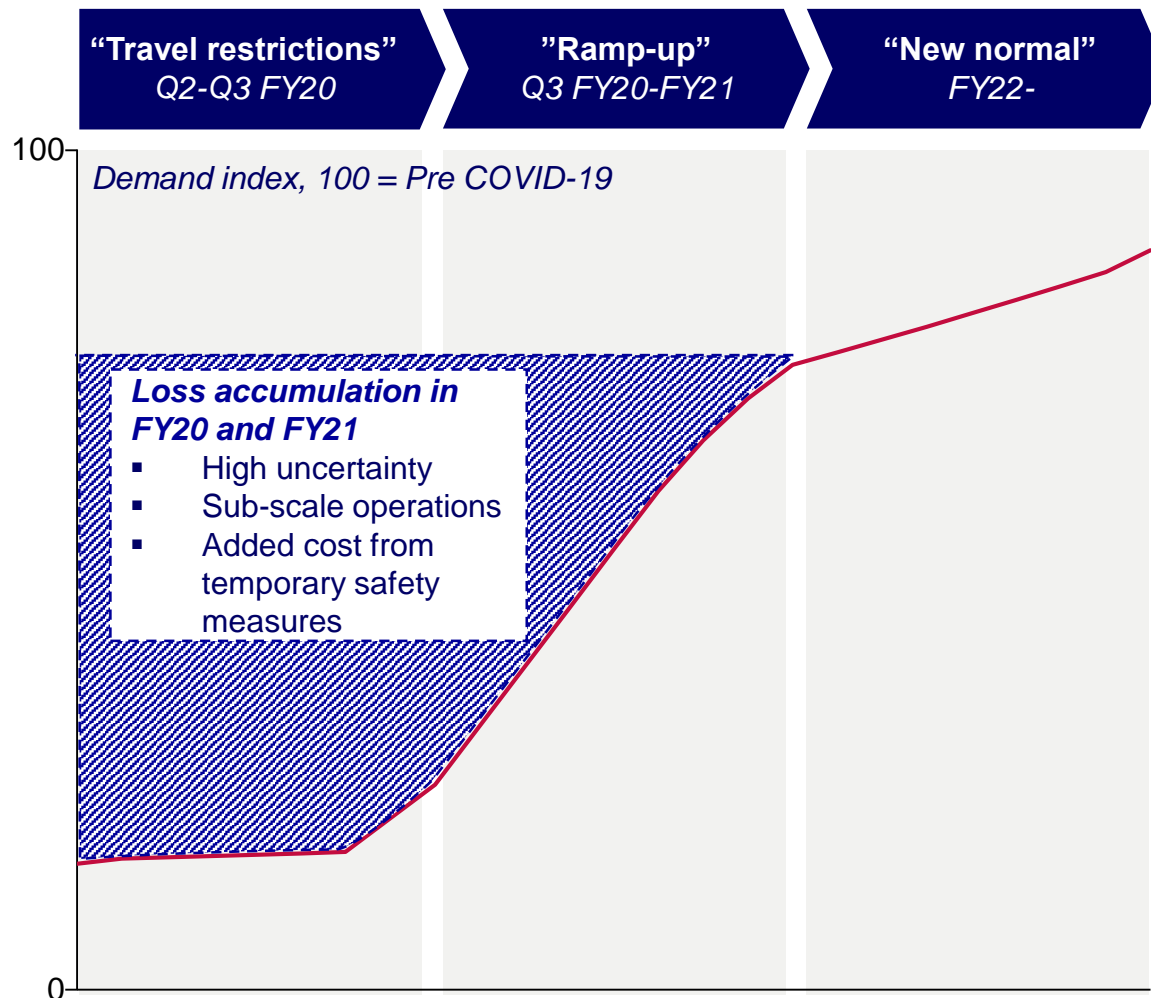 “Travel restrictions”
Q2-Q3 FY20
”Ramp-up”
Q3 FY20-FY21
“New normal”
FY22-
100
Demand index, 100 = Pre COVID-19
Loss accumulation in
FY20 and FY21
▪ High uncertainty
▪ Sub-scale operations
▪ Added cost from
temporary safety
measures
0